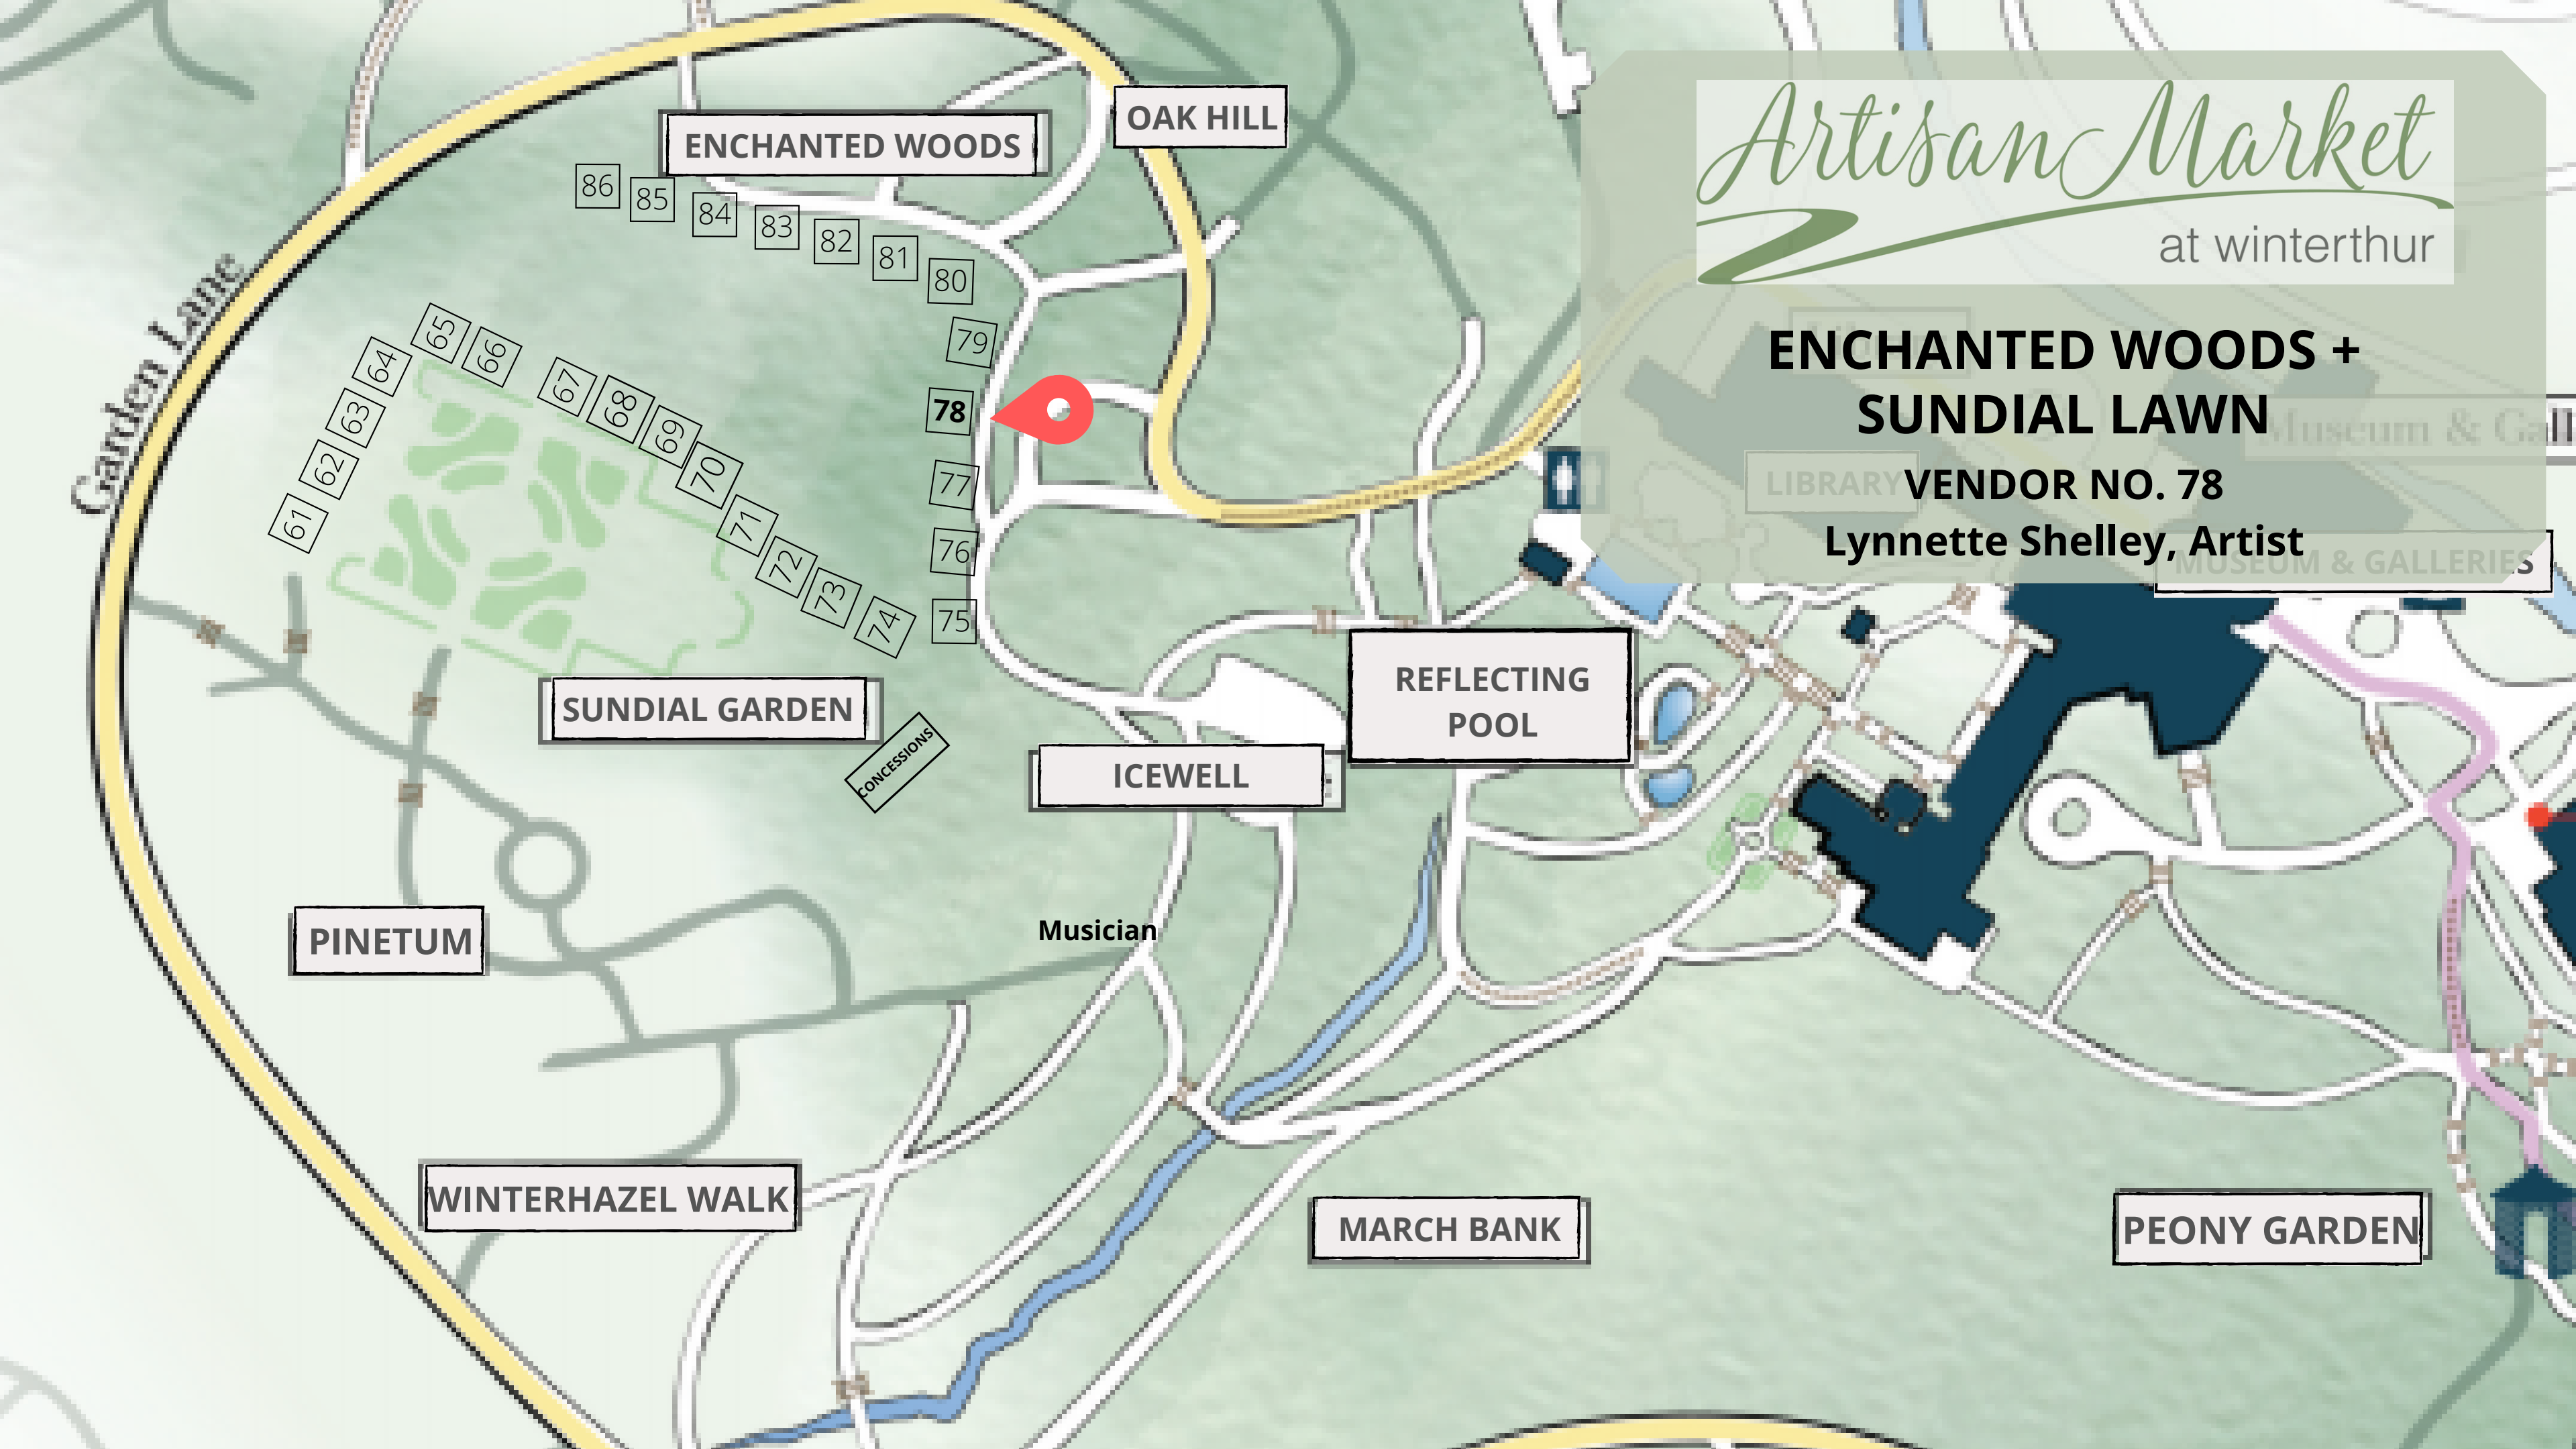 OAK HILL
ENCHANTED WOODS
Artisan Market
at winterthur
ENCHANTED WOODS +
SUNDIAL LAWN
VENDOR NO. 78
Lynnette Shelley, Artist
Museum & Gall
LIBRARY
MUSEUM & GALLERIES
86
85
84
83
82
81
80
79
78
77
76
75
Garden Lane
65
66
64
63
62
61
67
68
69
70
71
72
73
74
SUNDIAL GARDEN
CONCESSIONS
REFLECTING
POOL
ICEWELL
Musician
PINETUM
WINTERHAZEL WALK
MARCH BANK
PEONY GARDEN